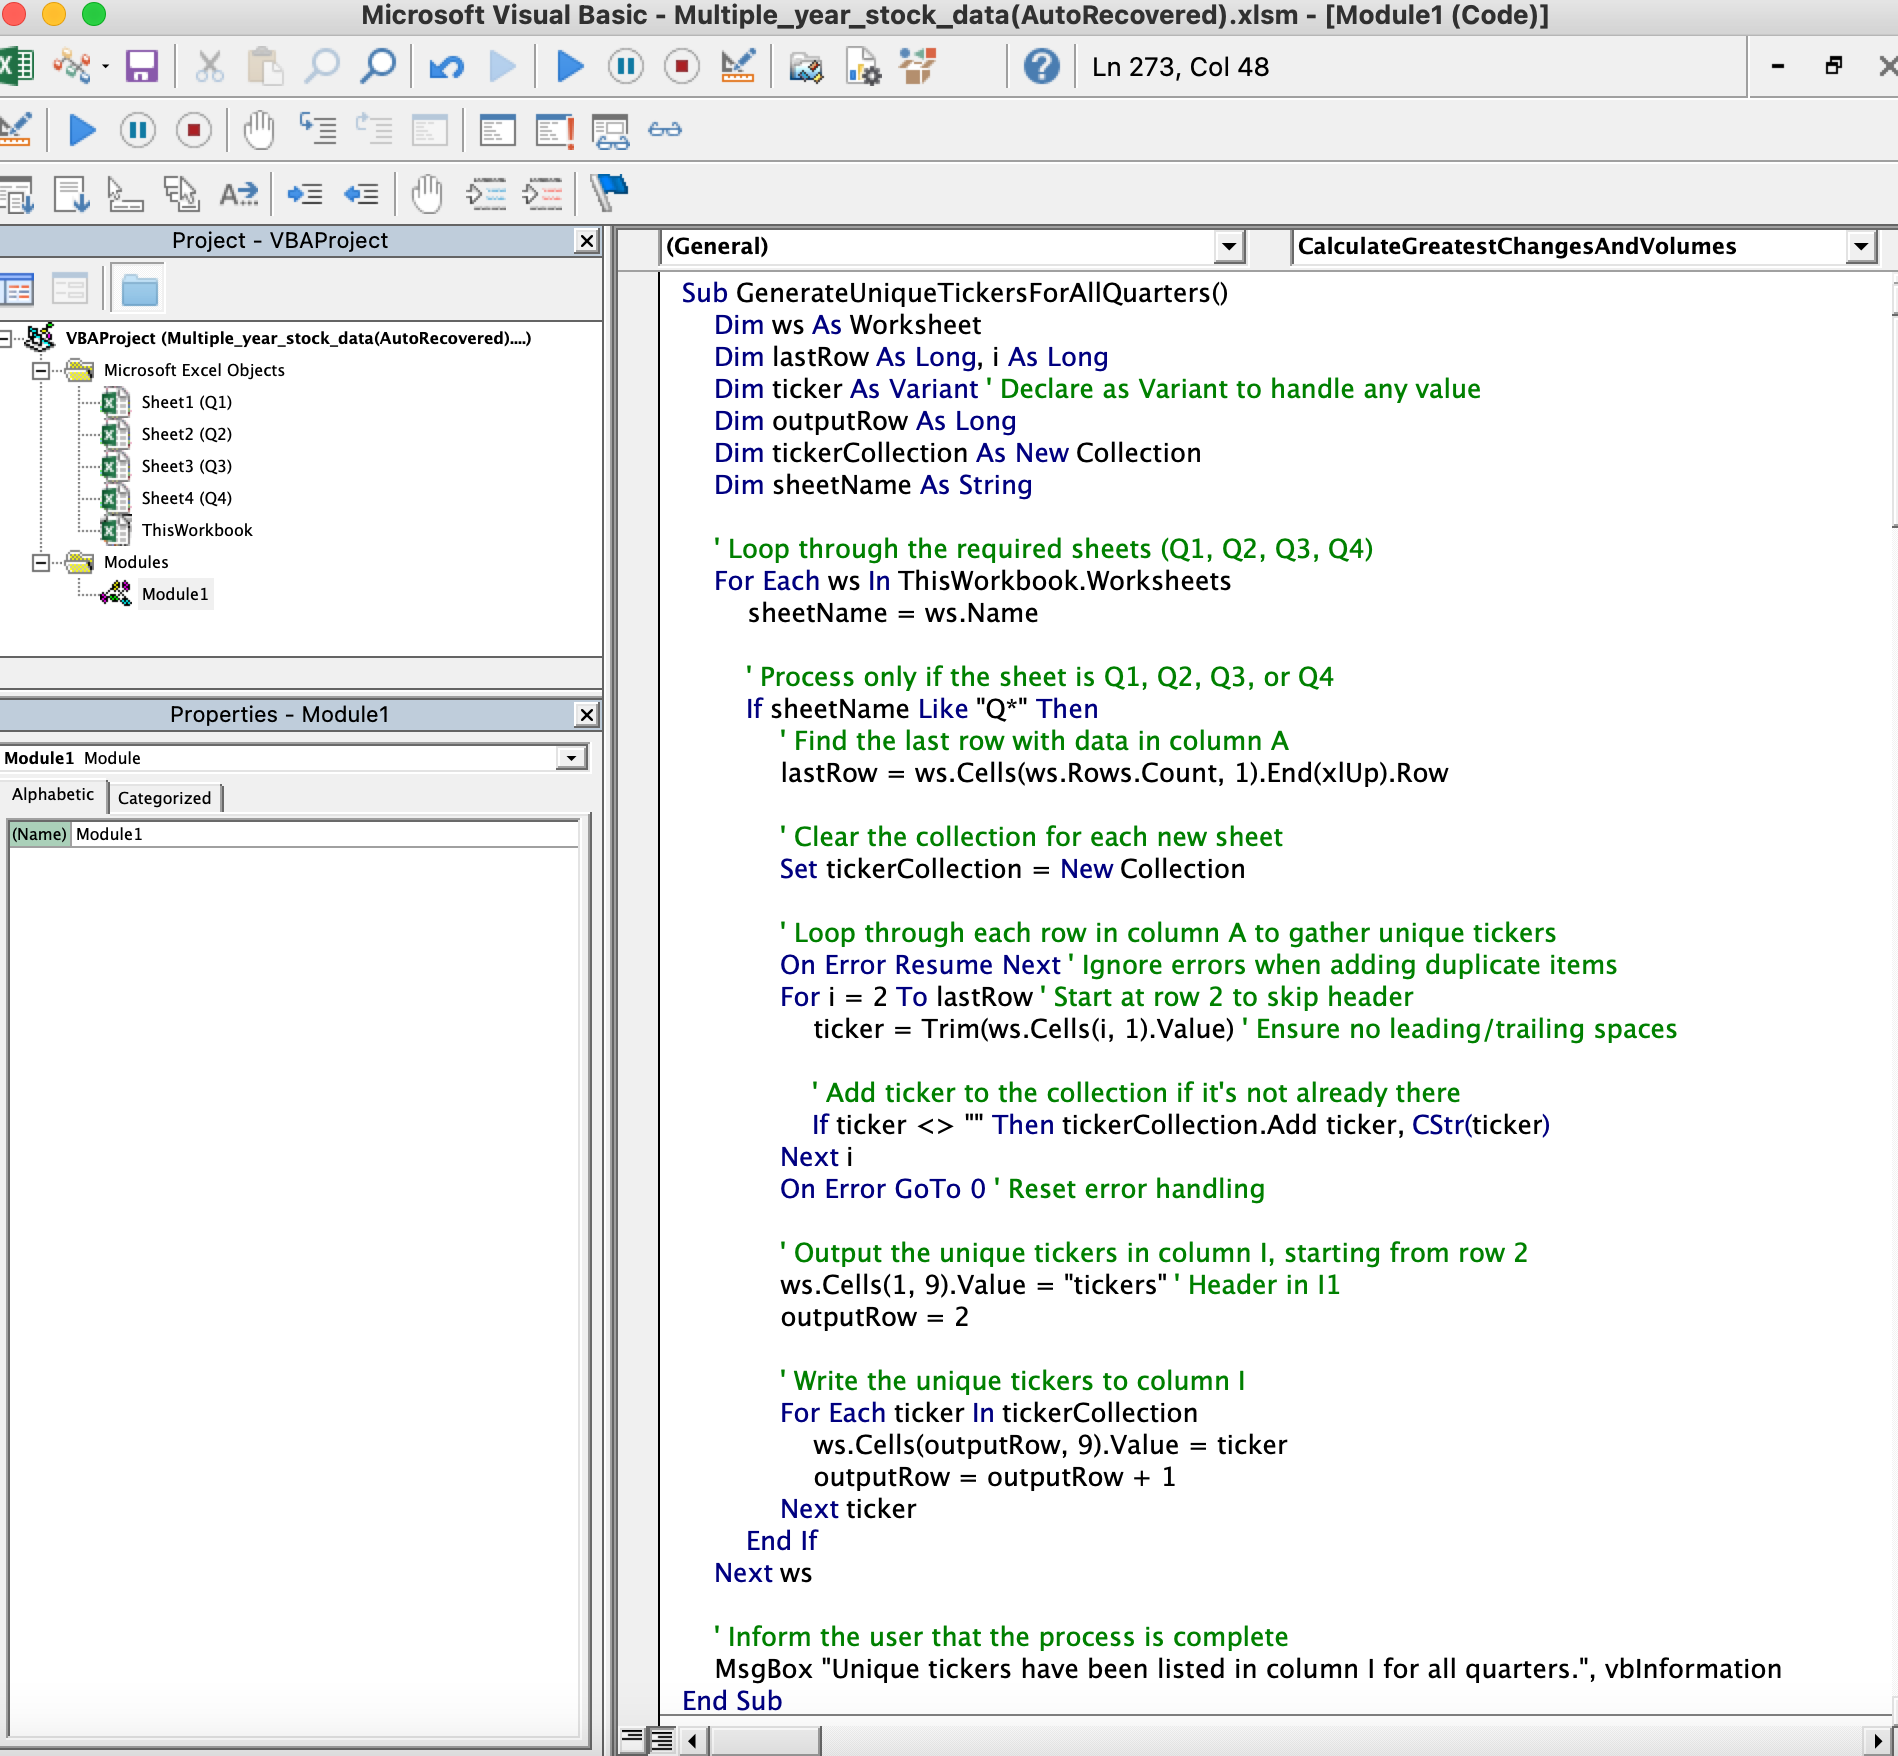 Microsoft Visual Basic - Multiple_year_stock_data(AutoRecovered).xlsm - [Module1 (Code)]
Ln 273, Col 48
Project - VBAProject
VBAProject (Multiple_year_stock_data(AutoRecovered)....)
Microsoft Excel Objects
Sheet1 (Q1)
Sheet2 (Q2)
Sheet3 (Q3)
Sheet4 (Q4)
ThisWorkbook
Modules
Module1
Properties - Module1
Module1 Module
Alphabetic
Categorized
(Name) Module1
(General)
CalculateGreatestChangesAndVolumes
Sub GenerateUniqueTickersForAllQuarters()
Dim ws As Worksheet
Dim lastRow As Long, i As Long
Dim ticker As Variant ' Declare as Variant to handle any value
Dim outputRow As Long
Dim tickerCollection As New Collection
Dim sheetName As String
' Loop through the required sheets (Q1, Q2, Q3, Q4)
For Each ws In ThisWorkbook.Worksheets
sheetName = ws.Name
' Process only if the sheet is Q1, Q2, Q3, or Q4
If sheetName Like "Q*" Then
' Find the last row with data in column A
lastRow = ws.Cells(ws.Rows.Count, 1).End(xlUp).Row
' Clear the collection for each new sheet
Set tickerCollection = New Collection
' Loop through each row in column A to gather unique tickers
On Error Resume Next ' Ignore errors when adding duplicate items
For i = 2 To lastRow ' Start at row 2 to skip header
ticker = Trim(ws.Cells(i, 1).Value) ' Ensure no leading/trailing spaces
' Add ticker to the collection if it's not already there
If ticker <> "" Then tickerCollection.Add ticker, CStr(ticker)
Next i
On Error GoTo 0 ' Reset error handling
' Output the unique tickers in column I, starting from row 2
ws.Cells(1, 9).Value = "tickers" ' Header in I1
outputRow = 2
' Write the unique tickers to column I
For Each ticker In tickerCollection
ws.Cells(outputRow, 9).Value = ticker
outputRow = outputRow + 1
Next ticker
End If
Next ws
' Inform the user that the process is complete
MsgBox "Unique tickers have been listed in column I for all quarters.", vbInformation
End Sub